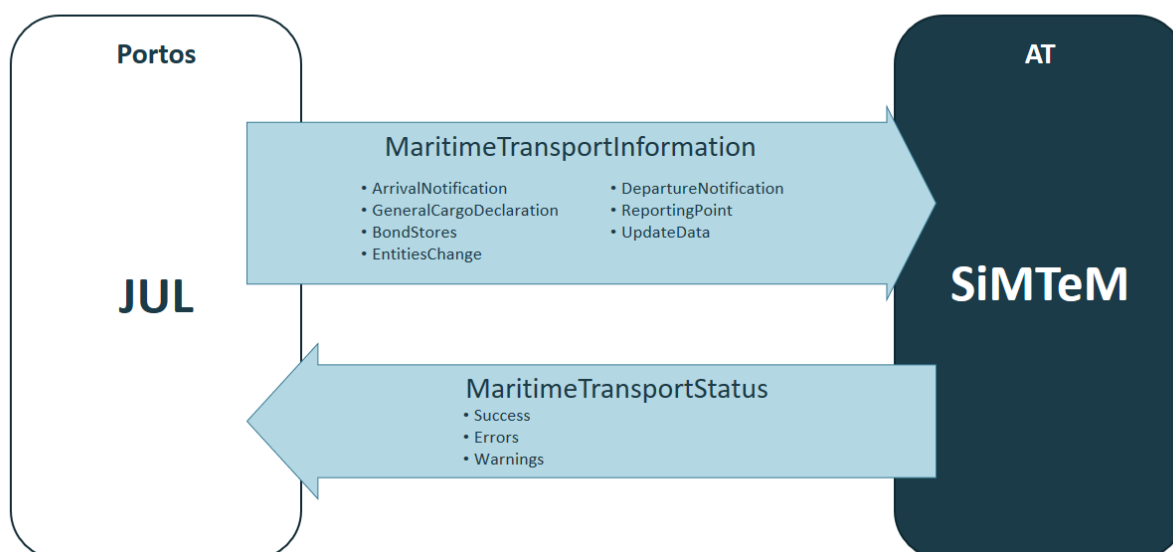 Portos
JUL
MaritimeTransportInformation
• ArrivalNotification
• GeneralCargoDeclaration
• BondStores
• EntitiesChange
• DepartureNotification
• ReportingPoint
• UpdateData
MaritimeTransportStatus
• Success
• Errors
• Warnings
AT
SiMTeM